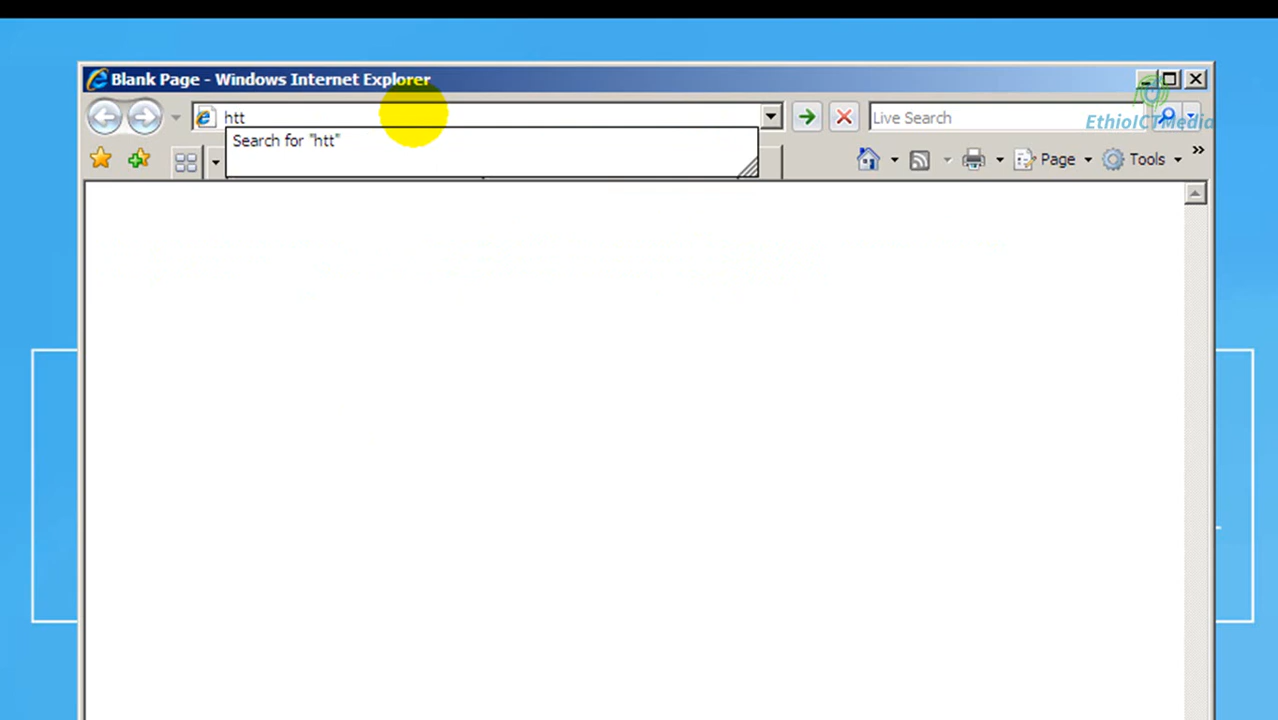 Blank Page - Windows Internet Explorer
htt
Live Search
EthioICTMedia
Search for "htt"
Page
Tools